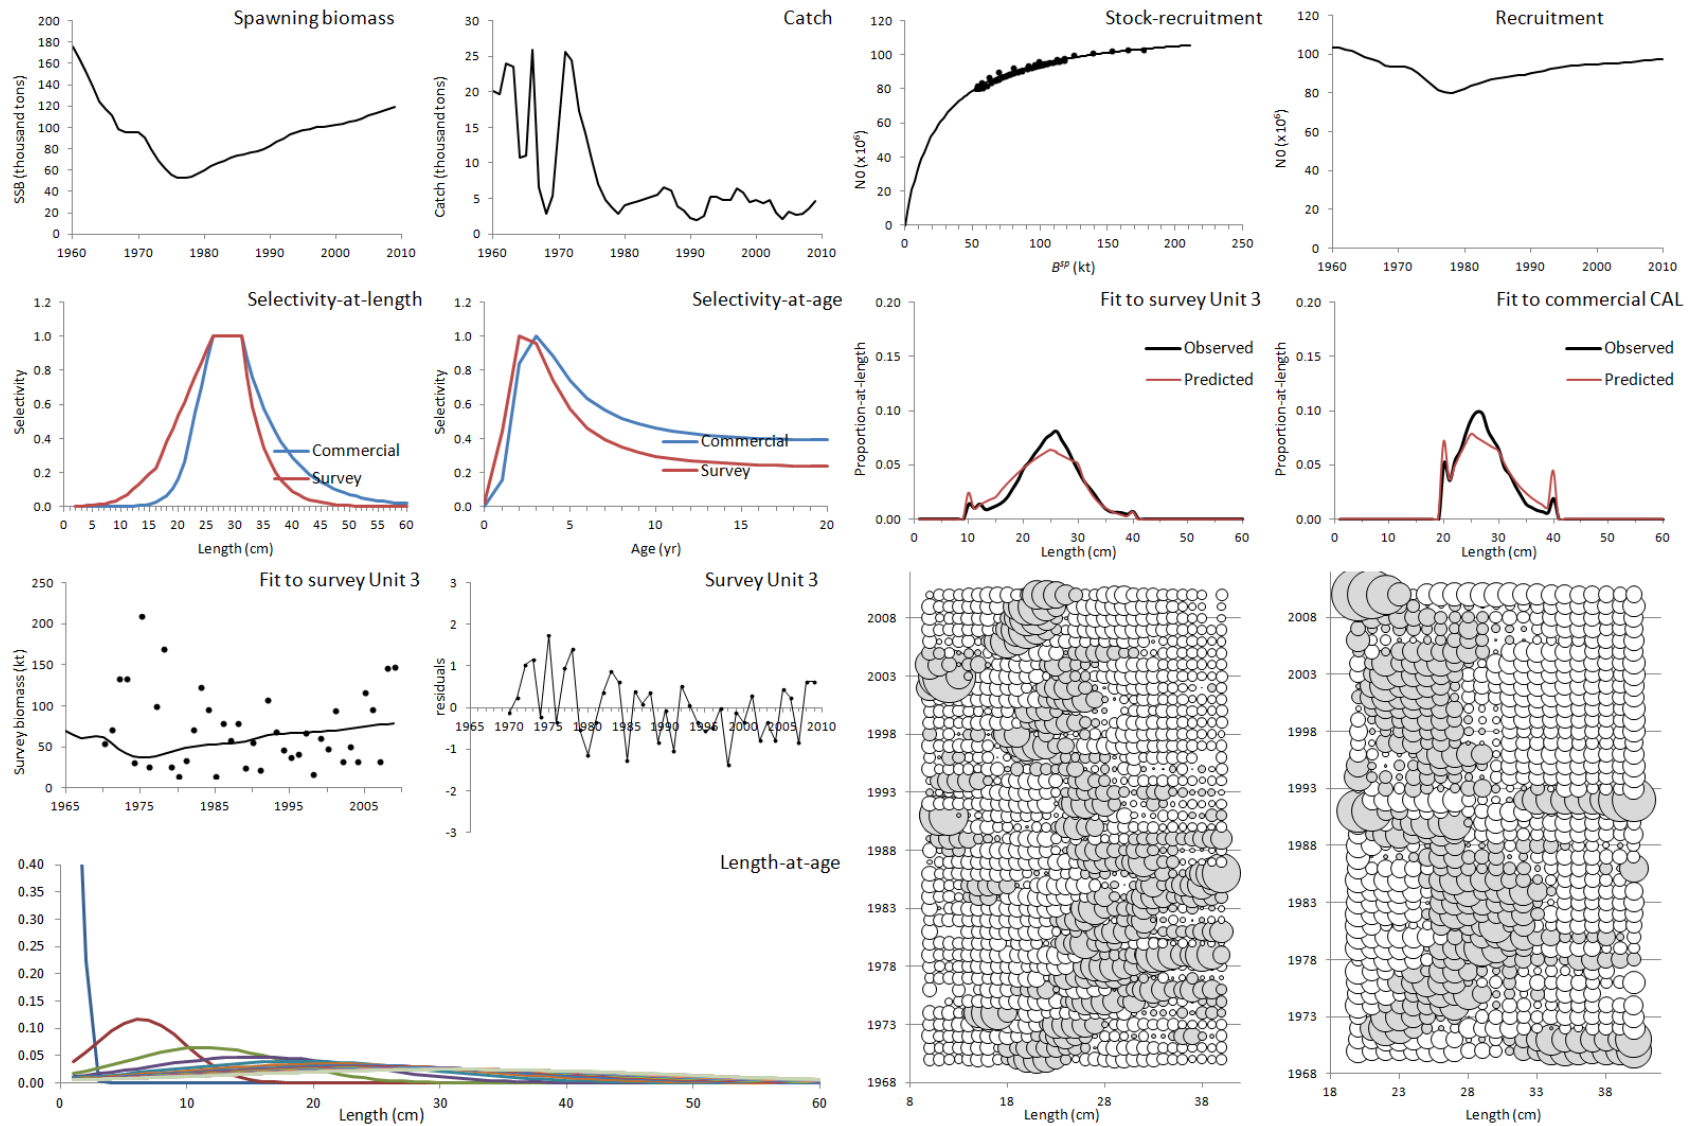 Spawning biomass
SSB (thousand tons)
200
180
160
140
120
100
80
60
40
20
0
1960 1970 1980 1990 2000 2010
Catch
Catch (thousand tons)
30
25
20
15
10
5
0
1960 1970 1980 1990 2000 2010
Stock-recruitment
N0 (x10⁶)
120
100
80
60
40
20
0
0 50 100 150 200 250
Bˢᵖ (kt)
Recruitment
N0 (x10⁶)
120
100
80
60
40
20
0
1960 1970 1980 1990 2000 2010
Selectivity-at-length
Selectivity
1.2
1.0
0.8
0.6
0.4
0.2
0.0
Commercial
Survey
0 5 10 15 20 25 30 35 40 45 50 55 60
Length (cm)
Selectivity-at-age
Selectivity
1.2
1.0
0.8
0.6
0.4
0.2
0.0
Commercial
Survey
0 5 10 15 20
Age (yr)
Fit to survey Unit 3
Proportion-at-length
0.20
0.15
0.10
0.05
0.00
Observed
Predicted
0 10 20 30 40 50 60
Length (cm)
Fit to commercial CAL
Proportion-at-length
0.20
0.15
0.10
0.05
0.00
Observed
Predicted
0 10 20 30 40 50 60
Length (cm)
Fit to survey Unit 3
Survey biomass (kt)
250
200
150
100
50
0
1965 1975 1985 1995 2005
Survey Unit 3
residuals
3
2
1
0
-1
-2
-3
1965 1970 1975 1980 1985 1990 1995 2000 2005 2010
2008
2003
1998
1993
1988
1983
1978
1973
1968
8 18 28 38
Length (cm)
2008
2003
1998
1993
1988
1983
1978
1973
1968
18 23 28 33 38
Length (cm)
Length-at-age
0.40
0.35
0.30
0.25
0.20
0.15
0.10
0.05
0.00
0 10 20 30 40 50 60
Length (cm)